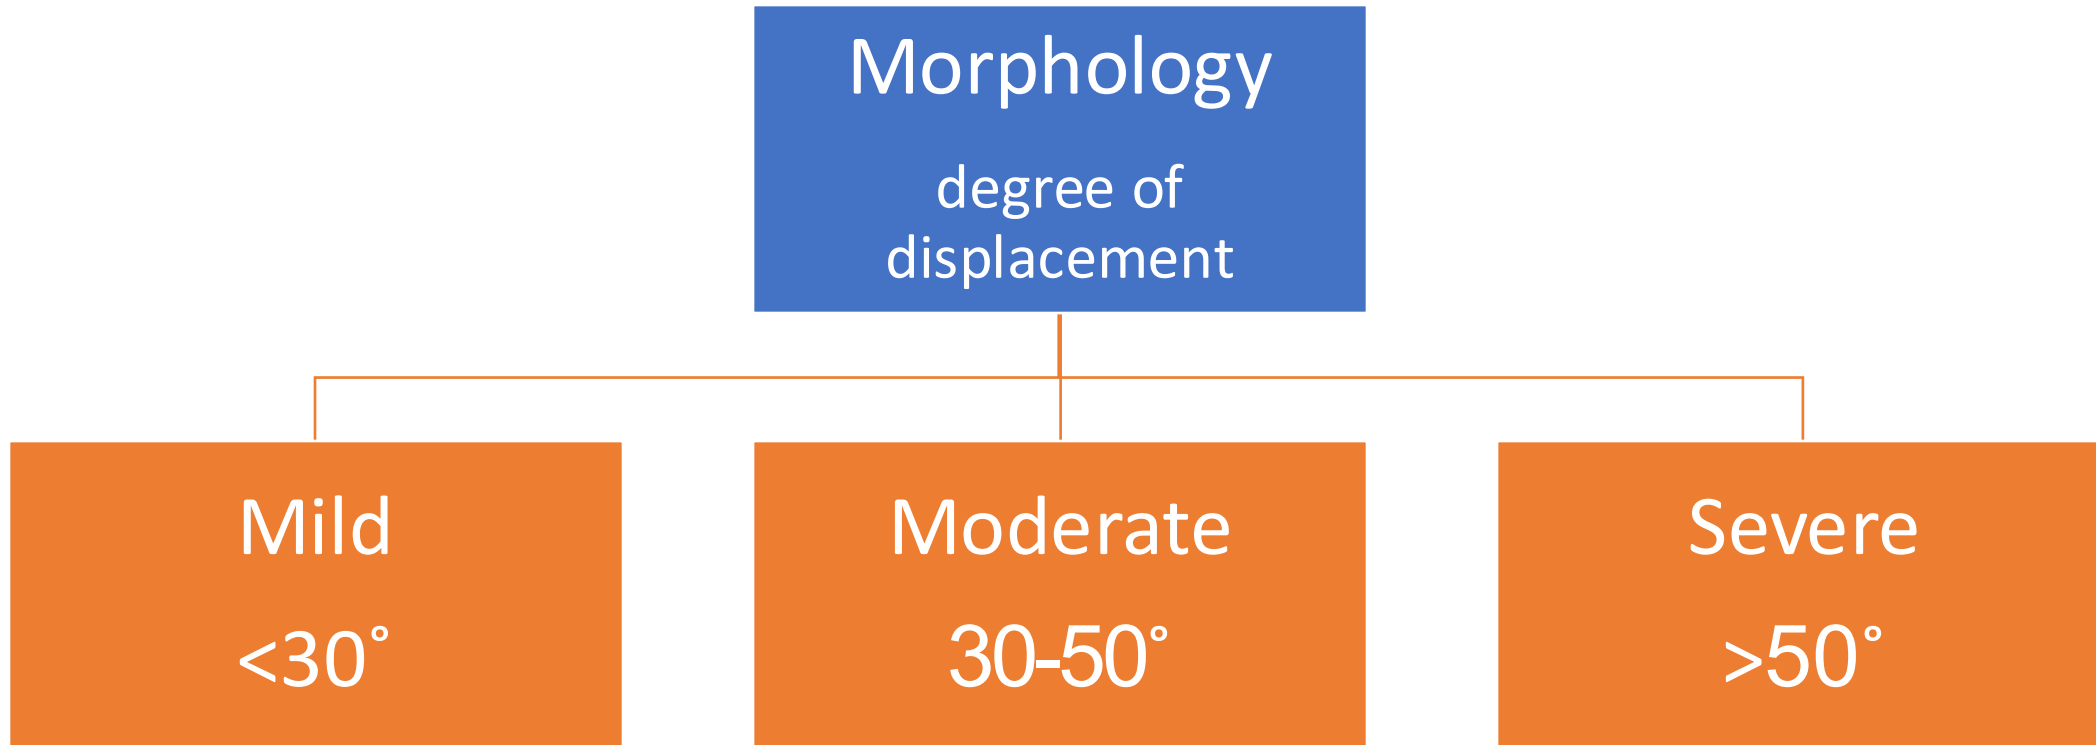 Morphology
degree of
displacement
Mild
<30˚
Moderate
30-50˚
Severe
>50˚